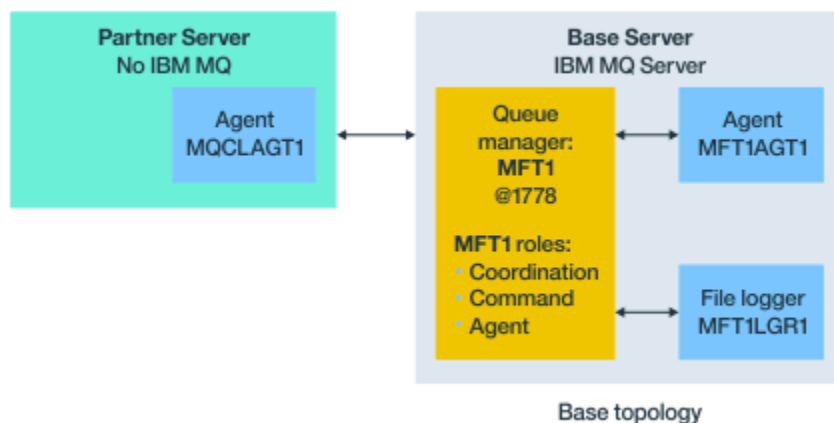 Partner Server
No IBM MQ
Agent
MQCLAGT1
Base Server
IBM MQ Server
Queue
manager:
MFT1
@1778
MFT1 roles:
• Coordination
• Command
• Agent
Agent
MFT1AGT1
File logger
MFT1LGR1
Base topology